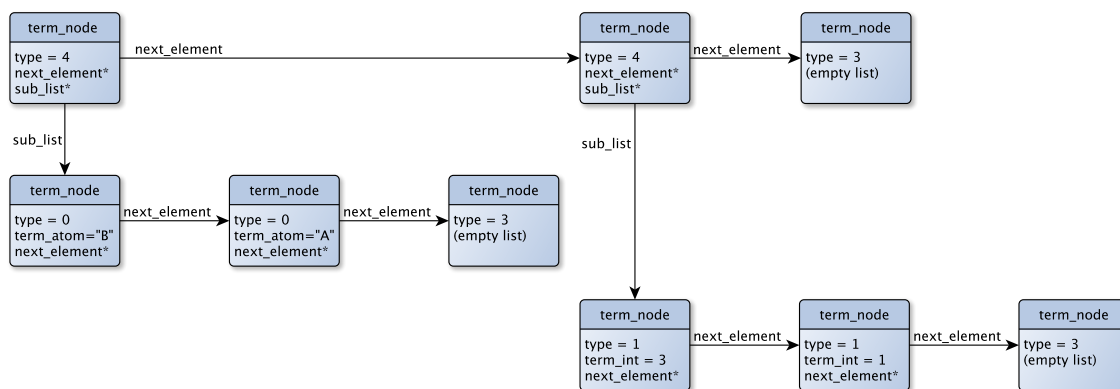 term_node
type = 4
next_element*
sub_list*
next_element
term_node
type = 4
next_element*
sub_list*
next_element
term_node
type = 3
(empty list)
sub_list
sub_list
term_node
type = 0
term_atom="B"
next_element*
next_element
term_node
type = 0
term_atom="A"
next_element*
next_element
term_node
type = 3
(empty list)
term_node
type = 1
term_int = 3
next_element*
next_element
term_node
type = 1
term_int = 1
next_element*
next_element
term_node
type = 3
(empty list)